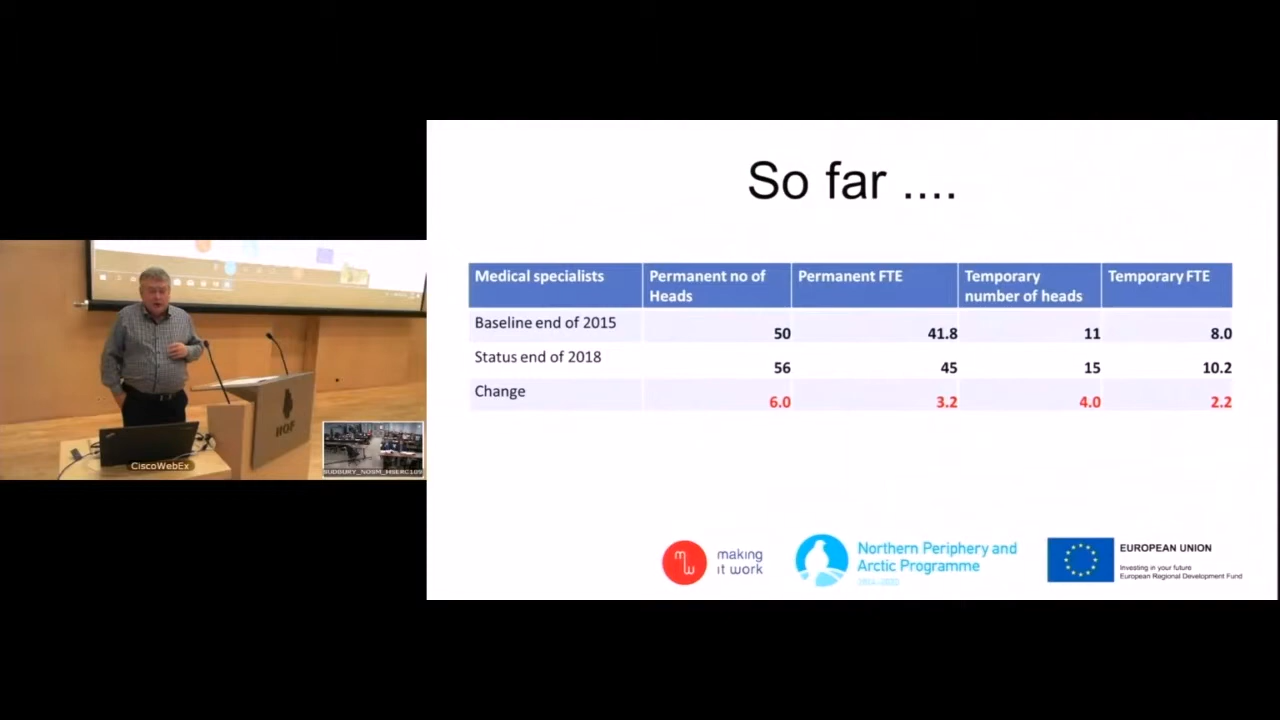 So far ....
Medical specialists
Permanent no of
Heads
Permanent FTE
Temporary
number of heads
Temporary FTE
Baseline end of 2015
50
41.8
11
8.0
Status end of 2018
56
45
15
10.2
Change
6.0
3.2
4.0
2.2
HOF
CiscoWebEx
SUDBURY_NOSM_HSERC109
making
it work
Northern Periphery and
Arctic Programme
2014–2020
EUROPEAN UNION
Investing in your future
European Regional Development Fund